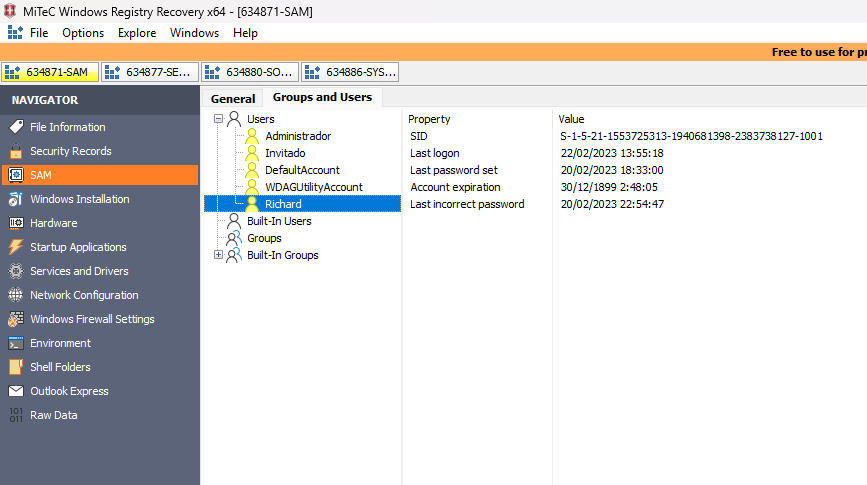 MiTeC Windows Registry Recovery x64 - [634871-SAM]
File Options Explore Windows Help
Free to use for pr
634871-SAM 634877-SE... 634880-SO... 634886-SYS...
NAVIGATOR
File Information
Security Records
SAM
Windows Installation
Hardware
Startup Applications
Services and Drivers
Network Configuration
Windows Firewall Settings
Environment
Shell Folders
Outlook Express
Raw Data
General Groups and Users
Users
Administrador
Invitado
DefaultAccount
WDAGUtilityAccount
Richard
Built-In Users
Groups
Built-In Groups
Property Value
SID S-1-5-21-1553725313-1940681398-2383738127-1001
Last logon 22/02/2023 13:55:18
Last password set 20/02/2023 18:33:00
Account expiration 30/12/1899 2:48:05
Last incorrect password 20/02/2023 22:54:47